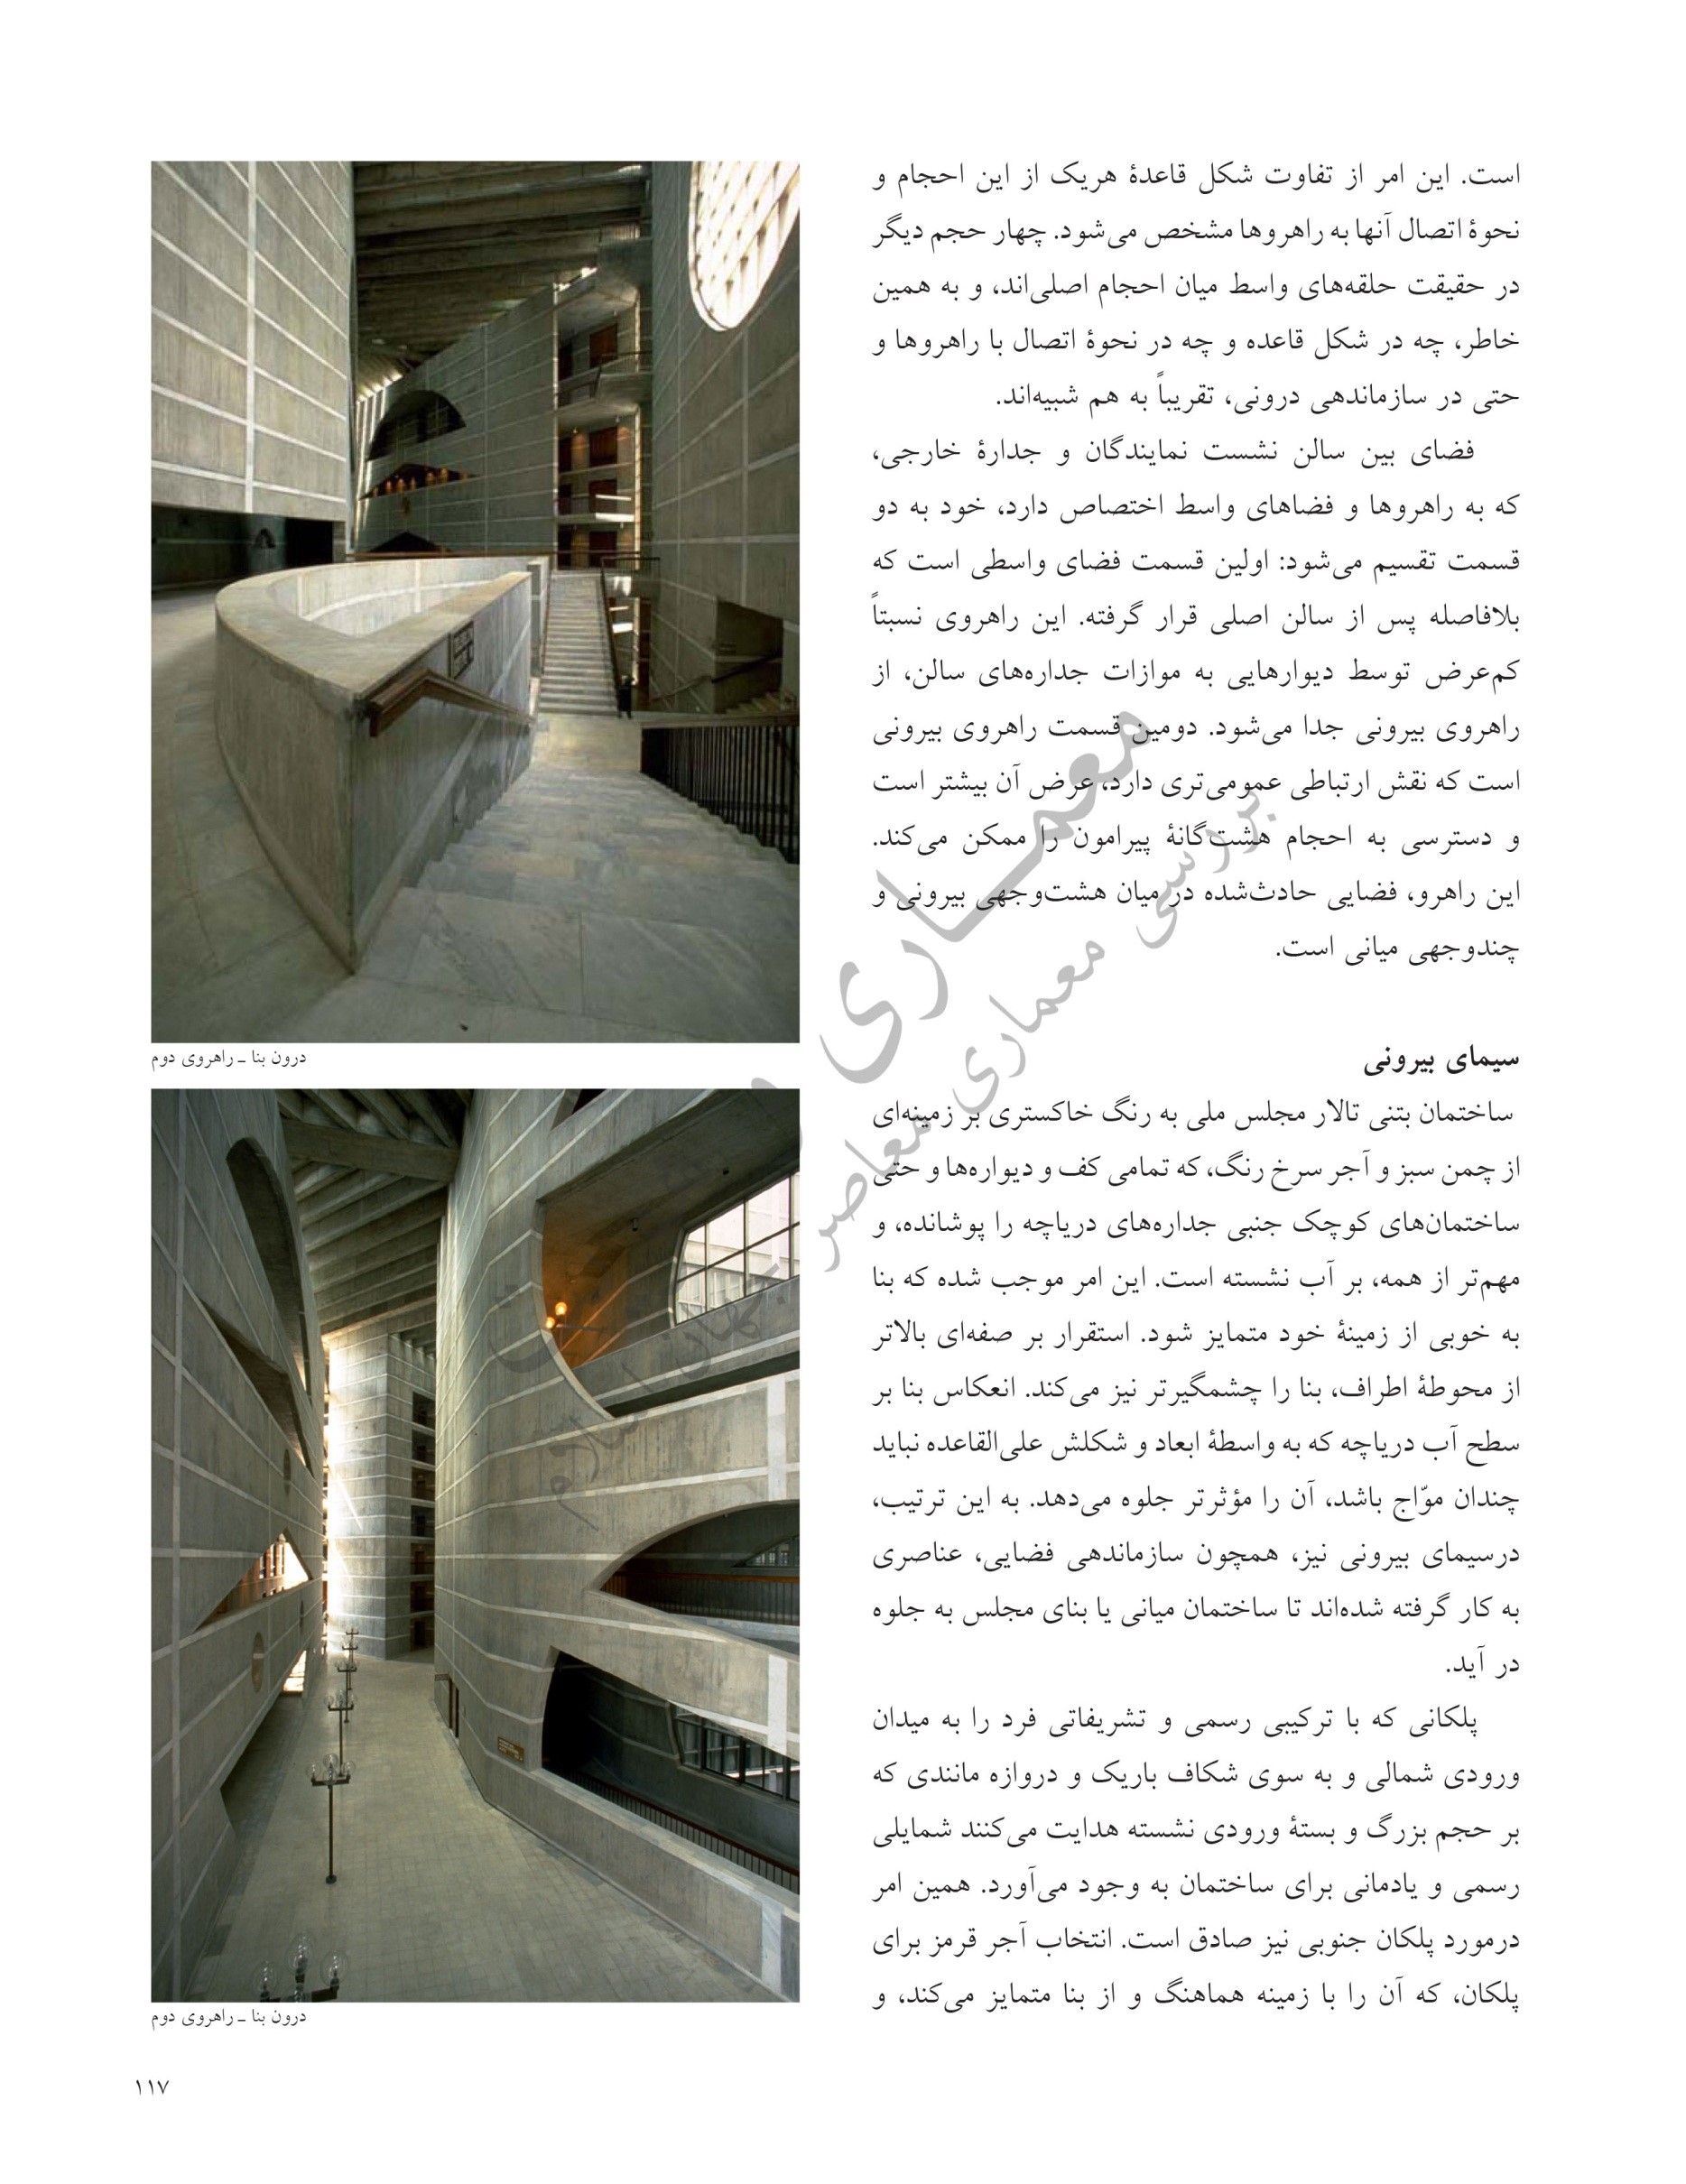 است. این امر از تفاوت شکل قاعدهٔ هریک از این احجام و
نحوهٔ اتصال آنها به راهروها مشخص می‌شود. چهار حجم دیگر
در حقیقت حلقه‌های واسط میان احجام اصلی‌اند، و به همین
خاطر، چه در شکل قاعده و چه در نحوهٔ اتصال با راهروها و
حتی در سازماندهی درونی، تقریباً به هم شبیه‌اند.
فضای بین سالن نشست نمایندگان و جدارهٔ خارجی،
که به راهروها و فضاهای واسط اختصاص دارد، خود به دو
قسمت تقسیم می‌شود: اولین قسمت فضای واسطی است که
بلافاصله پس از سالن اصلی قرار گرفته. این راهروی نسبتاً
کم‌عرض توسط دیوارهایی به موازات جداره‌های سالن، از
راهروی بیرونی جدا می‌شود. دومین قسمت راهروی بیرونی
است که نقش ارتباطی عمومی‌تری دارد، عرض آن بیشتر است
و دسترسی به احجام هشت‌گانهٔ پیرامون را ممکن می‌کند.
این راهرو، فضایی حادث‌شده در میان هشت‌وجهی بیرونی و
چندوجهی میانی است.
سیمای بیرونی
ساختمان بتنی تالار مجلس ملی به رنگ خاکستری بر زمینه‌ای
از چمن سبز و آجر سرخ رنگ، که تمامی کف و دیواره‌ها و حتی
ساختمان‌های کوچک جنبی جداره‌های دریاچه را پوشانده، و
مهم‌تر از همه، بر آب نشسته است. این امر موجب شده که بنا
به خوبی از زمینهٔ خود متمایز شود. استقرار بر صفه‌ای بالاتر
از محوطهٔ اطراف، بنا را چشمگیرتر نیز می‌کند. انعکاس بنا بر
سطح آب دریاچه که به واسطهٔ ابعاد و شکلش علی‌القاعده نباید
چندان موّاج باشد، آن را مؤثرتر جلوه می‌دهد. به این ترتیب،
درسیمای بیرونی نیز، همچون سازماندهی فضایی، عناصری
به کار گرفته شده‌اند تا ساختمان میانی یا بنای مجلس به جلوه
در آید.
پلکانی که با ترکیبی رسمی و تشریفاتی فرد را به میدان
ورودی شمالی و به سوی شکاف باریک و دروازه مانندی که
بر حجم بزرگ و بستهٔ ورودی نشسته هدایت می‌کنند شمایلی
رسمی و یادمانی برای ساختمان به وجود می‌آورد. همین امر
درمورد پلکان جنوبی نیز صادق است. انتخاب آجر قرمز برای
پلکان، که آن را با زمینه هماهنگ و از بنا متمایز می‌کند، و
درون بنا ـ راهروی دوم
درون بنا ـ راهروی دوم
۱۱۷
معمـــاری
بررسی معماری معاصر جهان اسلام